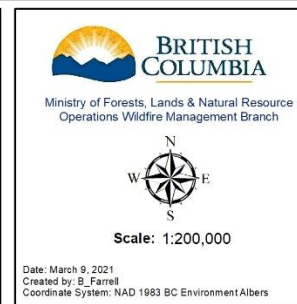 BRITISH
COLUMBIA
Ministry of Forests, Lands & Natural Resource
Operations Wildfire Management Branch
N
W E
S
Scale: 1:200,000
Date: March 9, 2021
Created by: B_Farrell
Coordinate System: NAD 1983 BC Environment Albers